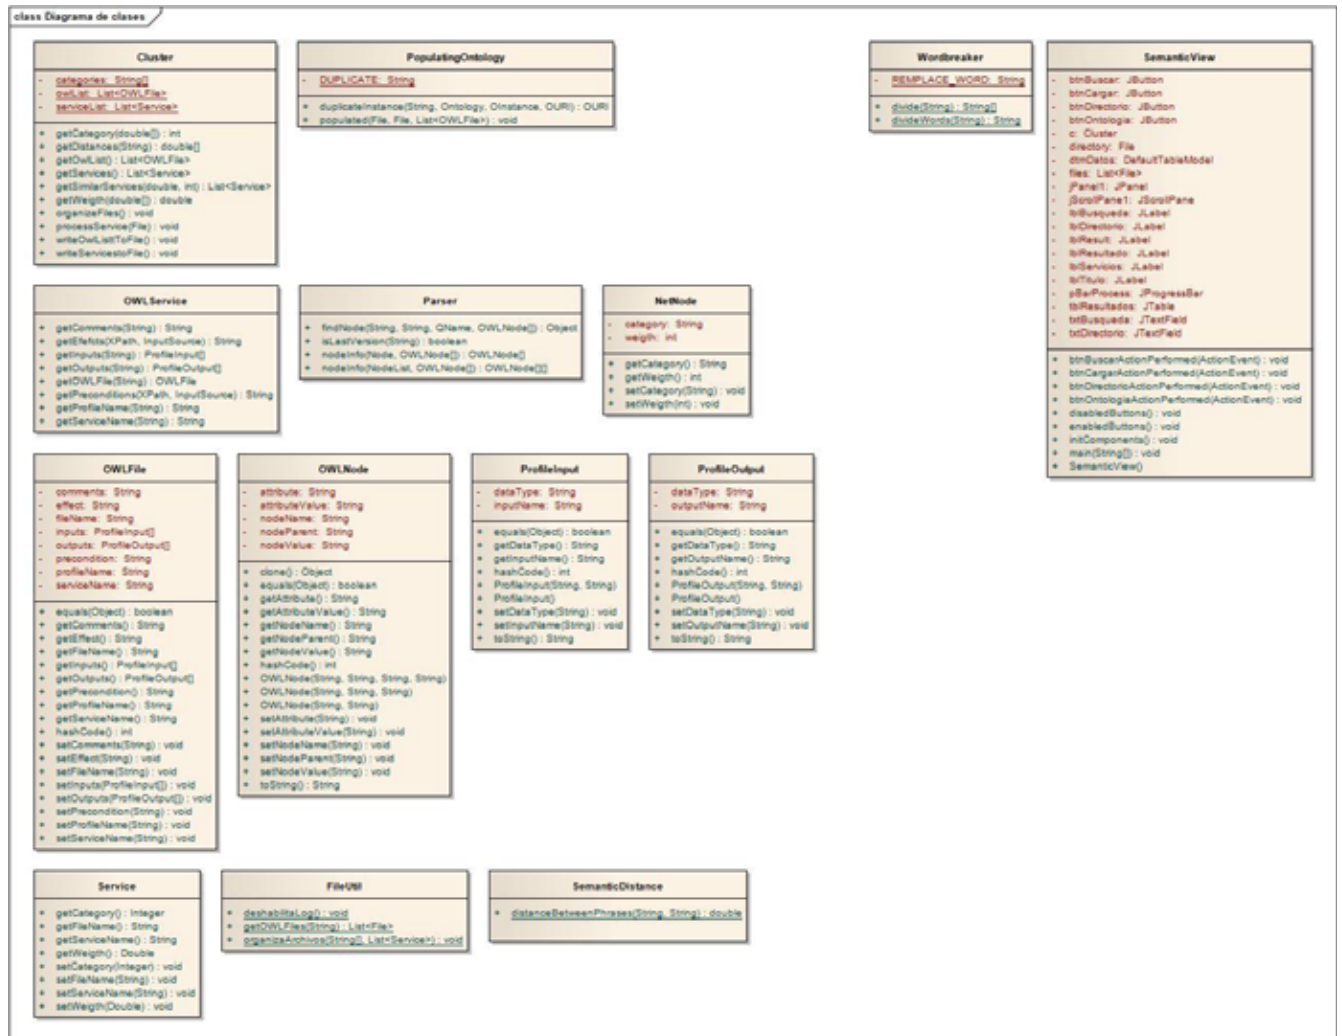 class Diagrama de clases
Cluster
- categories: String[]
- owlList: List<OWLFile>
- serviceList: List<Service>
+ getCategory(double[]) : int
+ getDistances(String) : double[]
+ getOwlList() : List<OWLFile>
+ getServices() : List<Service>
+ getSimilarServices(double, int) : List<Service>
+ getWeigth(double[]) : double
+ organizeFiles() : void
+ processService(File) : void
+ writeOwlListtToFile() : void
+ writeServicestoFile() : void
PopulatingOntology
- DUPLICATE: String
+ duplicateInstance(String, Ontology, OInstance, OURI) : OURI
+ populated(File, File, List<OWLFile>) : void
Wordbreaker
- REMPLACE_WORD: String
+ divide(String) : String[]
+ divideWords(String) : String
SemanticView
- btnBuscar: JButton
- btnCargar: JButton
- btnDirectorio: JButton
- btnOntologia: JButton
- c: Cluster
- directory: File
- dtmDatos: DefaultTableModel
- files: List<File>
- jPanel1: JPanel
- jScrollPane1: JScrollPane
- lblBusqueda: JLabel
- lblDirectorio: JLabel
- lblResult: JLabel
- lblResultado: JLabel
- lblServicios: JLabel
- lblTitulo: JLabel
- pBarProcess: JProgressBar
- tblResultados: JTable
- txtBusqueda: JTextField
- txtDirectorio: JTextField
+ btnBuscarActionPerformed(ActionEvent) : void
+ btnCargarActionPerformed(ActionEvent) : void
+ btnDirectorioActionPerformed(ActionEvent) : void
+ btnOntologiaActionPerformed(ActionEvent) : void
+ disabledButtons() : void
+ enabledButtons() : void
+ initComponents() : void
+ main(String[]) : void
+ SemanticView()
OWLService
+ getComments(String) : String
+ getEfefcts(XPath, InputSource) : String
+ getInputs(String) : ProfileInput[]
+ getOutputs(String) : ProfileOutput[]
+ getOWLFile(String) : OWLFile
+ getPreconditions(XPath, InputSource) : String
+ getProfileName(String) : String
+ getServiceName(String) : String
Parser
+ findNode(String, String, QName, OWLNode[]) : Object
+ isLastVersion(String) : boolean
+ nodeInfo(Node, OWLNode[]) : OWLNode[]
+ nodeInfo(NodeList, OWLNode[]) : OWLNode[][]
NetNode
- category: String
- weigth: int
+ getCategory() : String
+ getWeigth() : int
+ setCategory(String) : void
+ setWeigth(int) : void
OWLFile
- comments: String
- effect: String
- fileName: String
- inputs: ProfileInput[]
- outputs: ProfileOutput[]
- precondition: String
- profileName: String
- serviceName: String
+ equals(Object) : boolean
+ getComments() : String
+ getEffect() : String
+ getFileName() : String
+ getInputs() : ProfileInput[]
+ getOutputs() : ProfileOutput[]
+ getPrecondition() : String
+ getProfileName() : String
+ getServiceName() : String
+ hashCode() : int
+ setComments(String) : void
+ setEffect(String) : void
+ setFileName(String) : void
+ setInputs(ProfileInput[]) : void
+ setOutputs(ProfileOutput[]) : void
+ setPrecondition(String) : void
+ setProfileName(String) : void
+ setServiceName(String) : void
OWLNode
- attribute: String
- attributeValue: String
- nodeName: String
- nodeParent: String
- nodeValue: String
+ clone() : Object
+ equals(Object) : boolean
+ getAttribute() : String
+ getAttributeValue() : String
+ getNodeName() : String
+ getNodeParent() : String
+ getNodeValue() : String
+ hashCode() : int
+ OWLNode(String, String, String, String)
+ OWLNode(String, String, String)
+ OWLNode(String, String)
+ setAttribute(String) : void
+ setAttributeValue(String) : void
+ setNodeName(String) : void
+ setNodeParent(String) : void
+ setNodeValue(String) : void
+ toString() : String
ProfileInput
- dataType: String
- inputName: String
+ equals(Object) : boolean
+ getDataType() : String
+ getInputName() : String
+ hashCode() : int
+ ProfileInput(String, String)
+ ProfileInput()
+ setDataType(String) : void
+ setInputName(String) : void
+ toString() : String
ProfileOutput
- dataType: String
- outputName: String
+ equals(Object) : boolean
+ getDataType() : String
+ getOutputName() : String
+ hashCode() : int
+ ProfileOutput(String, String)
+ ProfileOutput()
+ setDataType(String) : void
+ setOutputName(String) : void
+ toString() : String
Service
+ getCategory() : Integer
+ getFileName() : String
+ getServiceName() : String
+ getWeigth() : Double
+ setCategory(Integer) : void
+ setFileName(String) : void
+ setServiceName(String) : void
+ setWeigth(Double) : void
FileUtil
+ deshabilitaLog() : void
+ getOWLFiles(String) : List<File>
+ organizaArchivos(String[], List<Service>) : void
SemanticDistance
+ distanceBetweenPhrases(String, String) : double